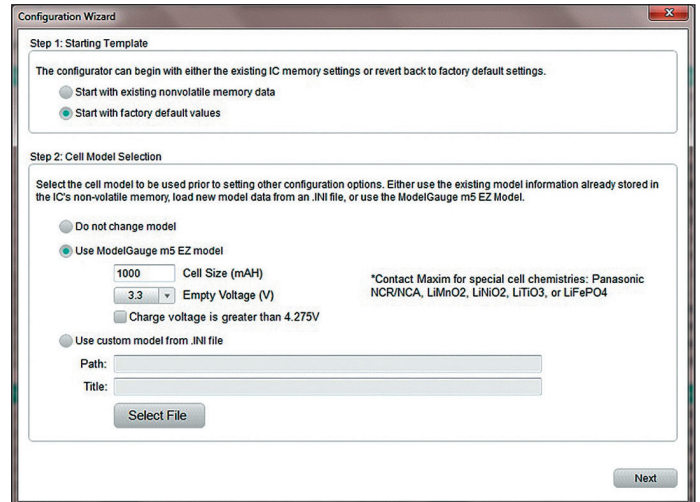 Configuration Wizard
Step 1: Starting Template
The configurator can begin with either the existing IC memory settings or revert back to factory default settings.
Start with existing nonvolatile memory data
Start with factory default values
Step 2: Cell Model Selection
Select the cell model to be used prior to setting other configuration options. Either use the existing model information already stored in
the IC's non-volatile memory, load new model data from an .INI file, or use the ModelGauge m5 EZ Model.
Do not change model
Use ModelGauge m5 EZ model
1000 Cell Size (mAH)
3.3 Empty Voltage (V)
*Contact Maxim for special cell chemistries: Panasonic
NCR/NCA, LiMnO2, LiNiO2, LiTiO3, or LiFePO4
Charge voltage is greater than 4.275V
Use custom model from .INI file
Path:
Title:
Select File
Next